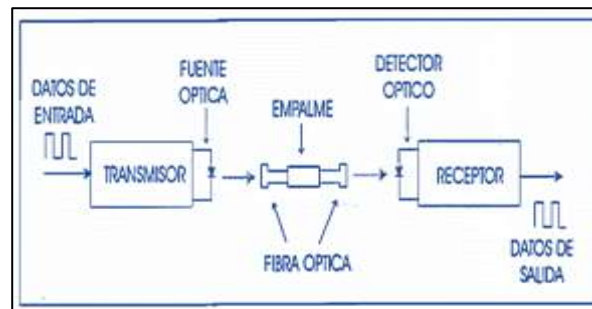 DATOS DE
ENTRADA
FUENTE
OPTICA
EMPALME
DETECTOR
OPTICO
TRANSMISOR
RECEPTOR
FIBRA OPTICA
DATOS DE
SALIDA